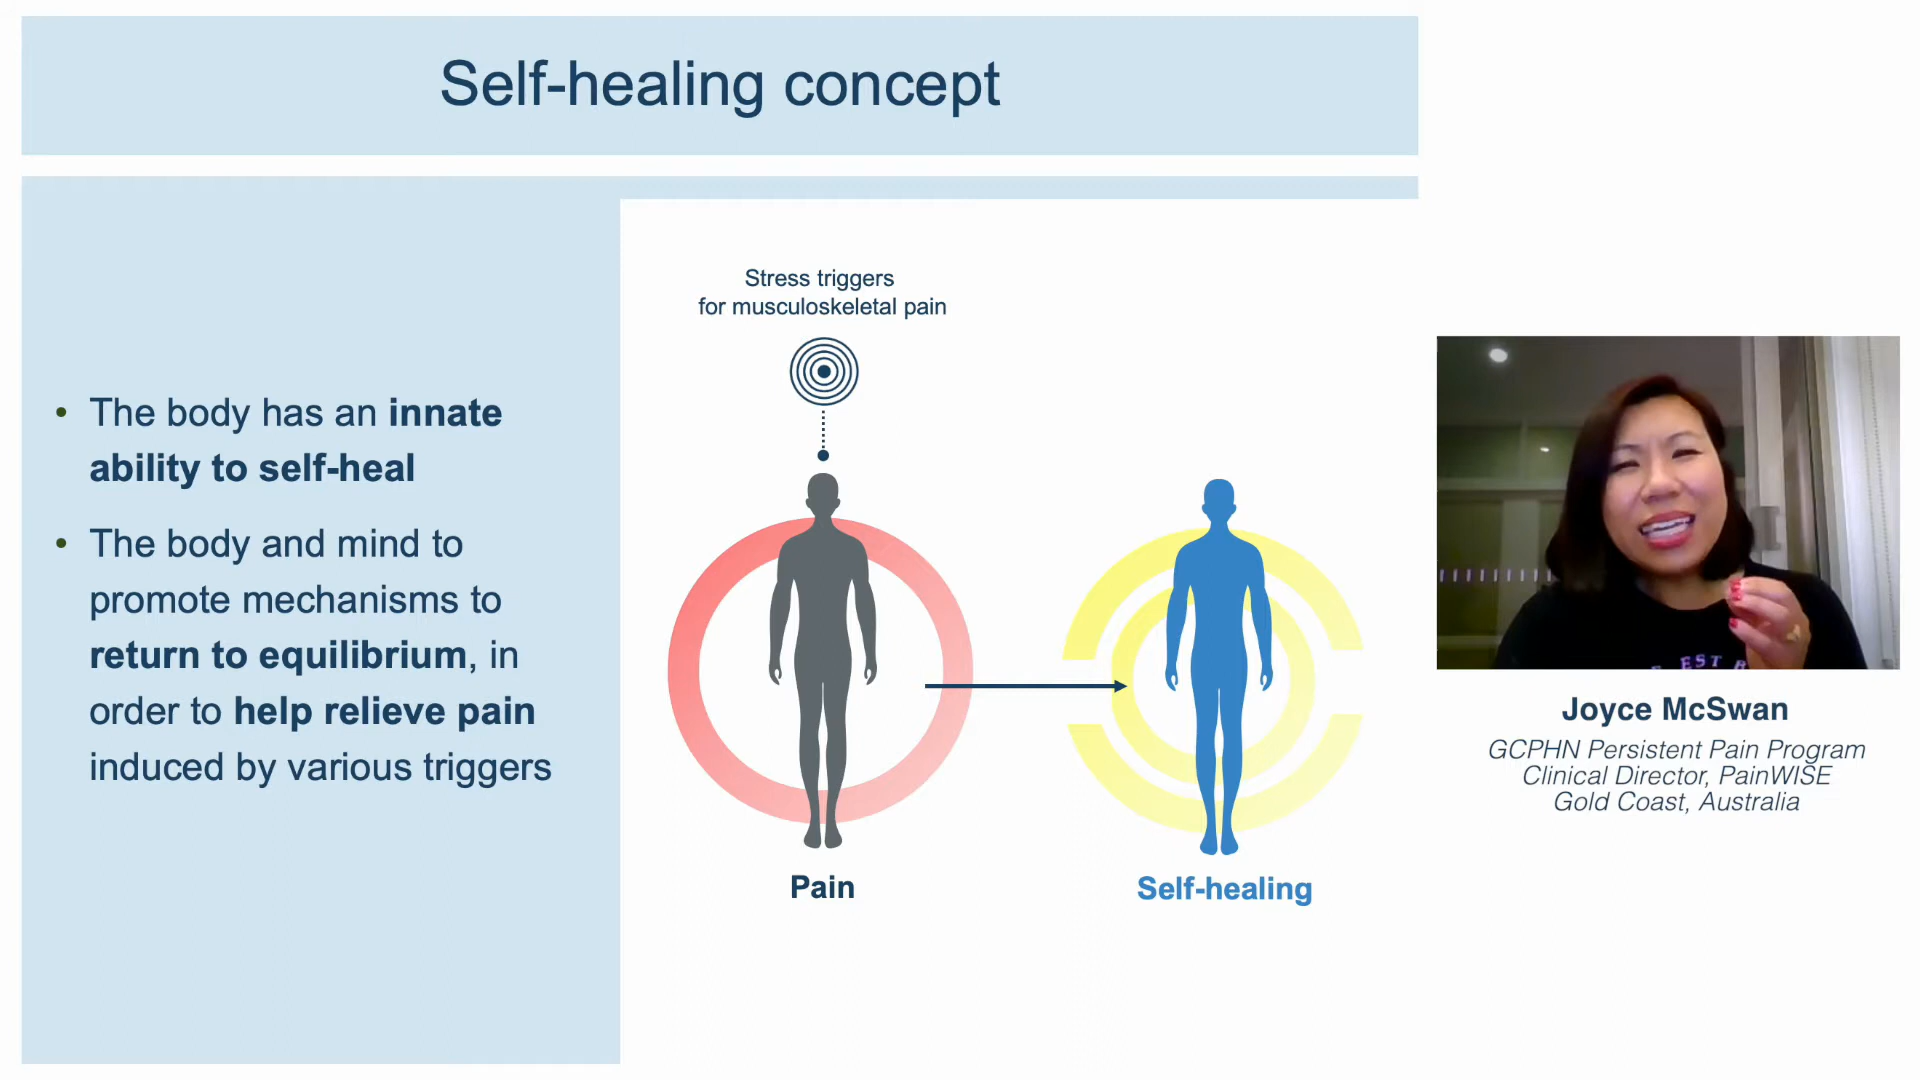 Self-healing concept
• The body has an innate
ability to self-heal
• The body and mind to
promote mechanisms to
return to equilibrium, in
order to help relieve pain
induced by various triggers
Stress triggers
for musculoskeletal pain
Pain
Self-healing
EST
Joyce McSwan
GCPHN Persistent Pain Program
Clinical Director, PainWISE
Gold Coast, Australia